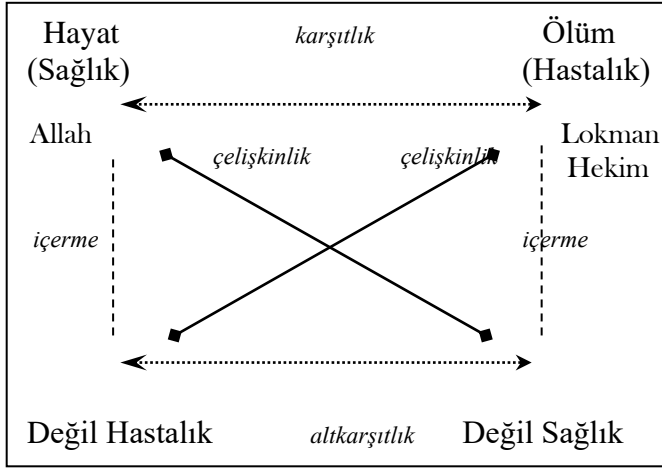 Hayat karşıtlık Ölüm
(Sağlık) (Hastalık)
Allah çelişkinlik çelişkinlik Lokman
Hekim
içerme içerme
Değil Hastalık altkarşıtlık Değil Sağlık